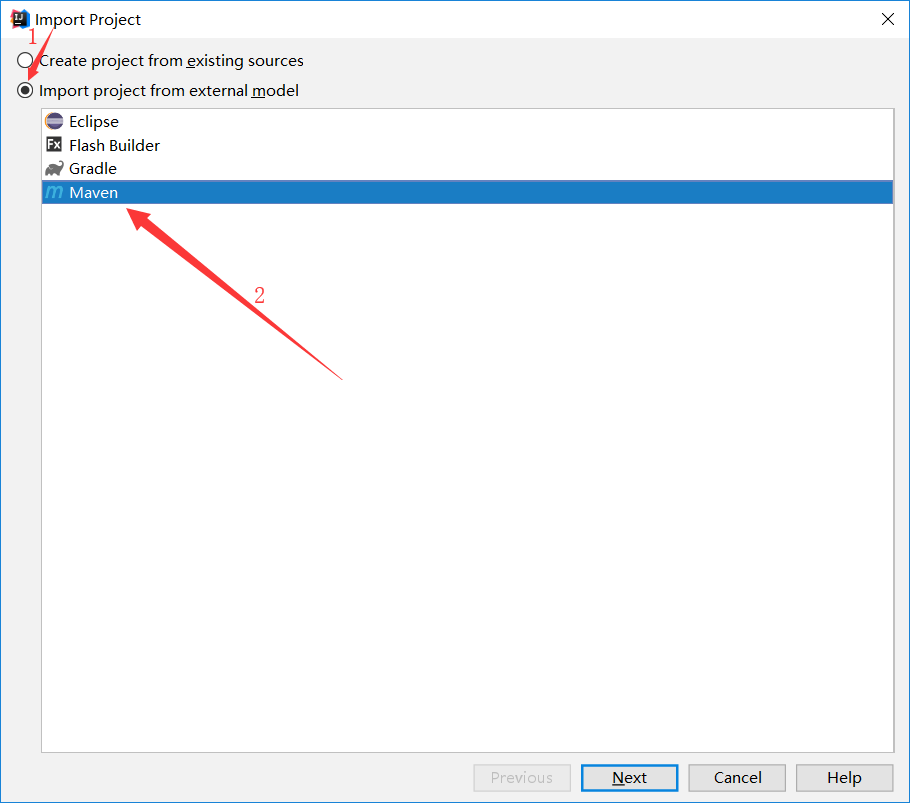 Import Project
1
Create project from existing sources
Import project from external model
Eclipse
Fx Flash Builder
Gradle
m Maven
2
Previous Next Cancel Help